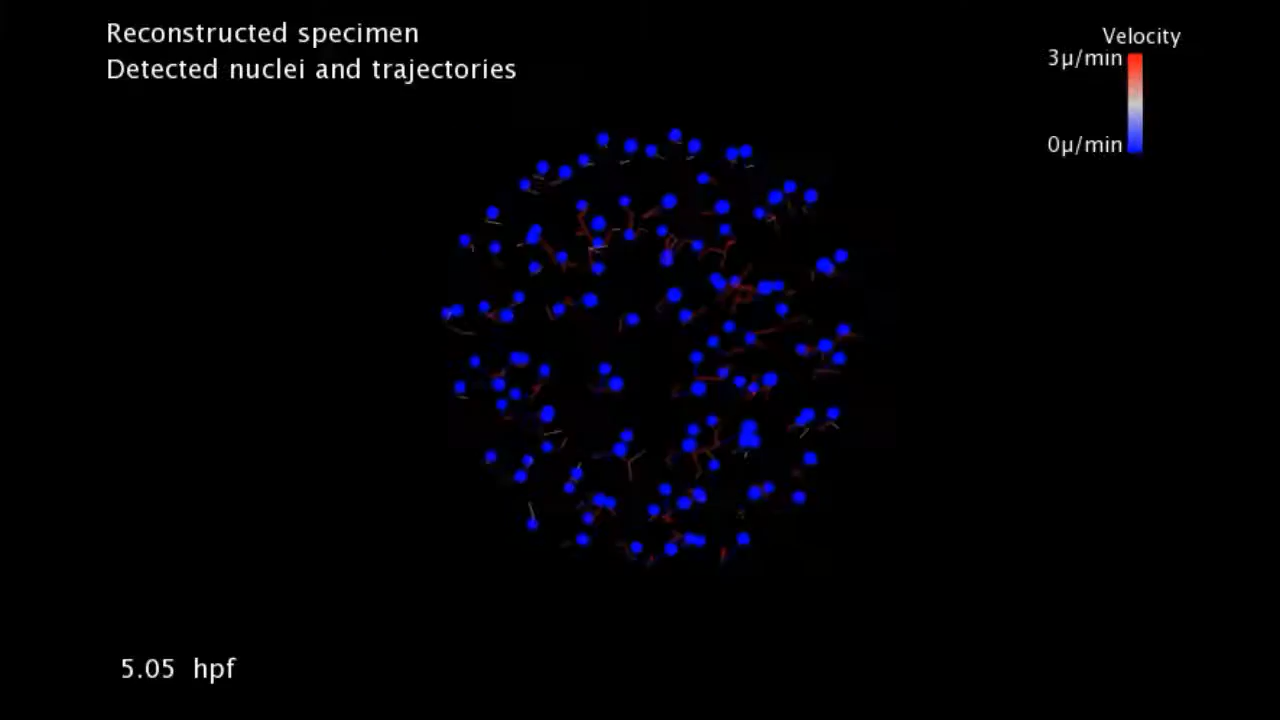 Reconstructed specimen
Detected nuclei and trajectories
Velocity
3µ/min
0µ/min
5.05 hpf